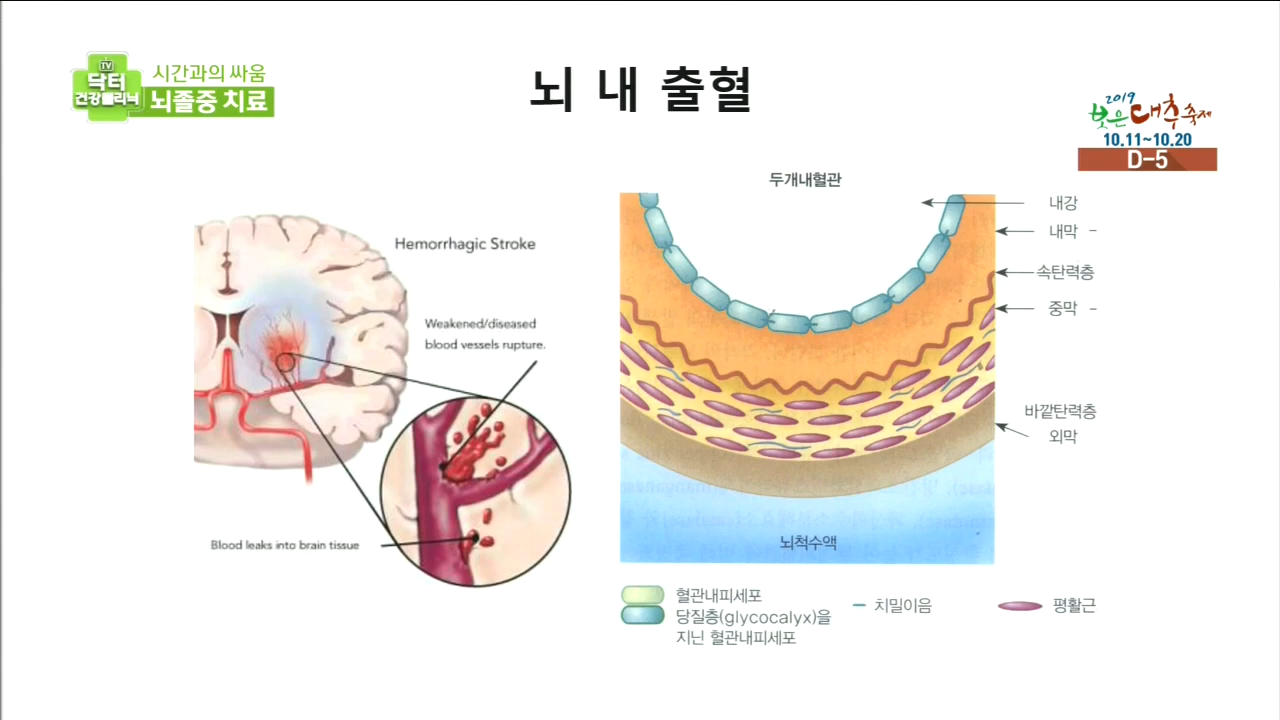 TV
닥터
건강클리닉
시간과의 싸움
뇌졸중 치료
뇌 내 출혈
2019
보은대추축제
10.11~10.20
D-5
Hemorrhagic Stroke
Weakened/diseased
blood vessels rupture.
Blood leaks into brain tissue
두개내혈관
내강
내막 -
속탄력층
중막 -
바깥탄력층
외막
뇌척수액
혈관내피세포
당질층(glycocalyx)을
지닌 혈관내피세포
치밀이음
평활근